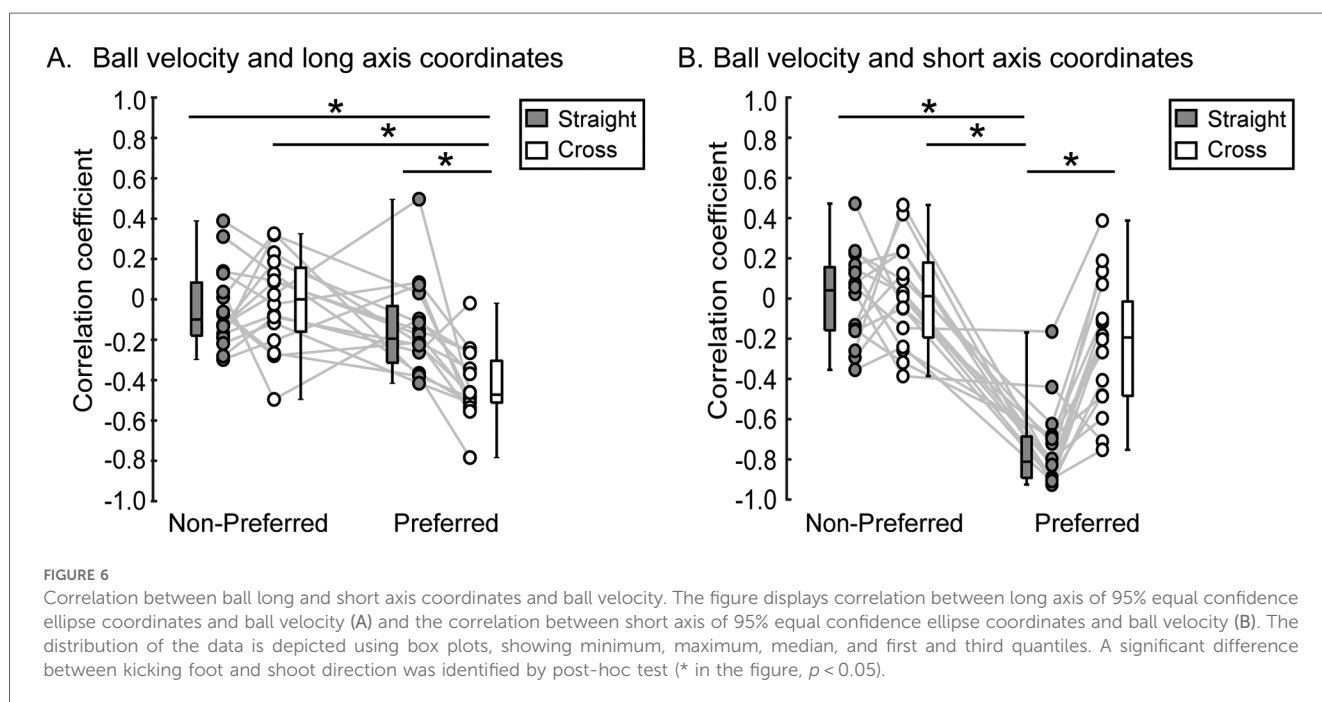 A. Ball velocity and long axis coordinates
1.0
0.8
0.6
0.4
0.2
0
-0.2
-0.4
-0.6
-0.8
-1.0
Correlation coefficient
*
*
*
Straight
Cross
Non-Preferred
Preferred
B. Ball velocity and short axis coordinates
1.0
0.8
0.6
0.4
0.2
0
-0.2
-0.4
-0.6
-0.8
-1.0
Correlation coefficient
*
*
*
Straight
Cross
Non-Preferred
Preferred
FIGURE 6
Correlation between ball long and short axis coordinates and ball velocity. The figure displays correlation between long axis of 95% equal confidence
ellipse coordinates and ball velocity (A) and the correlation between short axis of 95% equal confidence ellipse coordinates and ball velocity (B). The
distribution of the data is depicted using box plots, showing minimum, maximum, median, and first and third quantiles. A significant difference
between kicking foot and shoot direction was identified by post-hoc test (* in the figure, p < 0.05).